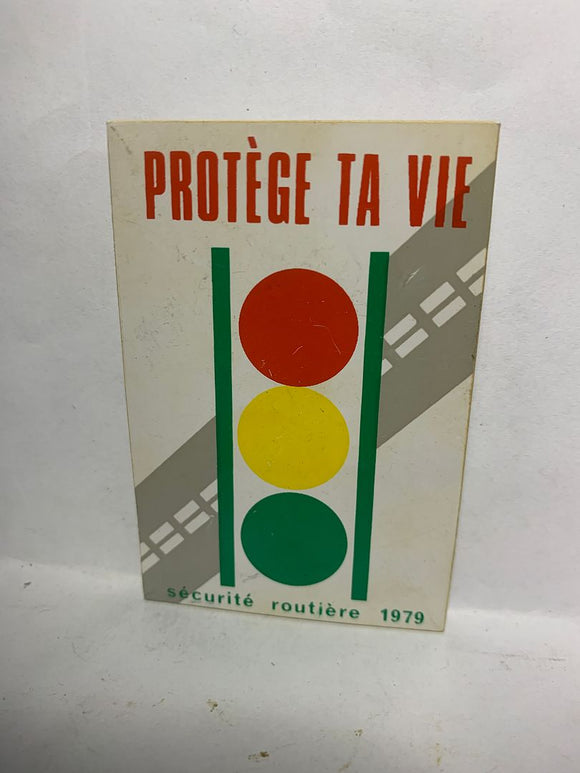 PROTÈGE TA VIE
sécurité routière 1979